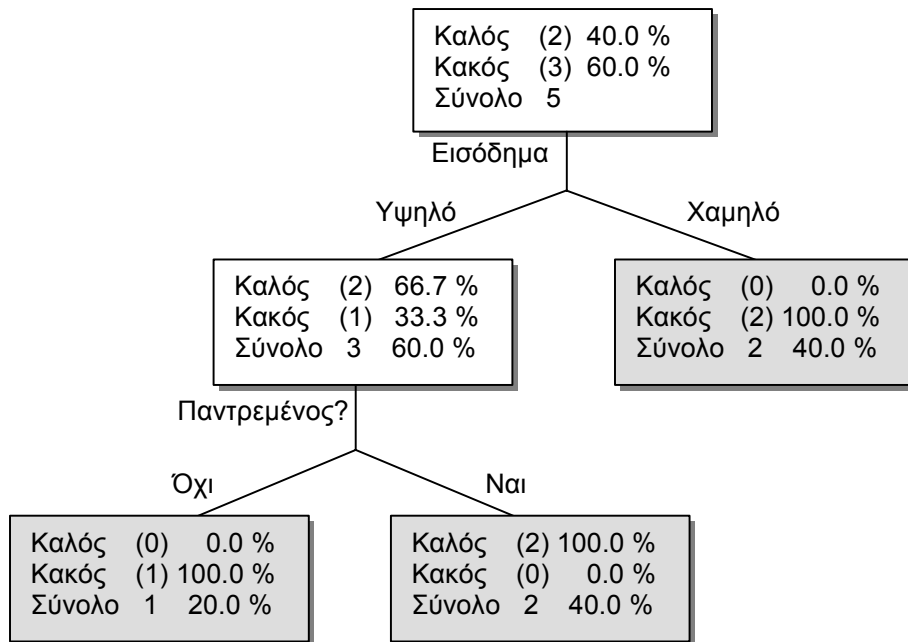 Καλός (2) 40.0 %
Κακός (3) 60.0 %
Σύνολο 5
Εισόδημα
Υψηλό
Χαμηλό
Καλός (2) 66.7 %
Κακός (1) 33.3 %
Σύνολο 3 60.0 %
Καλός (0) 0.0 %
Κακός (2) 100.0 %
Σύνολο 2 40.0 %
Παντρεμένος?
Όχι
Ναι
Καλός (0) 0.0 %
Κακός (1) 100.0 %
Σύνολο 1 20.0 %
Καλός (2) 100.0 %
Κακός (0) 0.0 %
Σύνολο 2 40.0 %